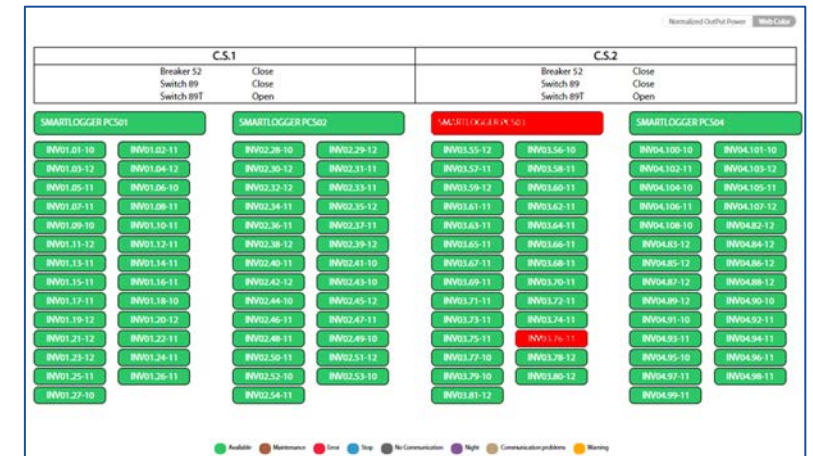 Normalized OutPut Power Web Color
C.S.1 C.S.2
Breaker 52 Close Breaker 52 Close
Switch 89 Close Switch 89 Close
Switch 89T Open Switch 89T Open
SMARTLOGGER PCS01 SMARTLOGGER PCS02 SMARTLOGGER PCS03 SMARTLOGGER PCS04
INV01.01-10 INV01.02-11 INV02.28-10 INV02.29-12 INV03.55-12 INV03.56-10 INV04.100-10 INV04.101-10
INV01.03-12 INV01.04-12 INV02.30-12 INV02.31-11 INV03.57-11 INV03.58-11 INV04.102-11 INV04.103-12
INV01.05-11 INV01.06-10 INV02.32-12 INV02.33-11 INV03.59-12 INV03.60-11 INV04.104-10 INV04.105-11
INV01.07-11 INV01.08-11 INV02.34-11 INV02.35-12 INV03.61-11 INV03.62-11 INV04.106-11 INV04.107-12
INV01.09-10 INV01.10-11 INV02.36-11 INV02.37-11 INV03.63-11 INV03.64-11 INV04.108-10 INV04.82-12
INV01.11-12 INV01.12-11 INV02.38-12 INV02.39-12 INV03.65-11 INV03.66-11 INV04.83-12 INV04.84-12
INV01.13-11 INV01.14-11 INV02.40-11 INV02.41-10 INV03.67-11 INV03.68-11 INV04.85-12 INV04.86-12
INV01.15-11 INV01.16-11 INV02.42-12 INV02.43-10 INV03.69-11 INV03.70-11 INV04.87-12 INV04.88-12
INV01.17-11 INV01.18-10 INV02.44-10 INV02.45-12 INV03.71-11 INV03.72-11 INV04.89-12 INV04.90-10
INV01.19-12 INV01.20-12 INV02.46-11 INV02.47-11 INV03.73-11 INV03.74-11 INV04.91-10 INV04.92-11
INV01.21-12 INV01.22-11 INV02.48-11 INV02.49-10 INV03.75-11 INV03.76-11 INV04.93-11 INV04.94-11
INV01.23-12 INV01.24-11 INV02.50-11 INV02.51-12 INV03.77-10 INV03.78-12 INV04.95-10 INV04.96-11
INV01.25-11 INV01.26-11 INV02.52-10 INV02.53-10 INV03.79-10 INV03.80-12 INV04.97-11 INV04.98-11
INV01.27-10 INV02.54-11 INV03.81-12 INV04.99-11
Available Maintenance Error Stop No Communication Night Communication problems Warning